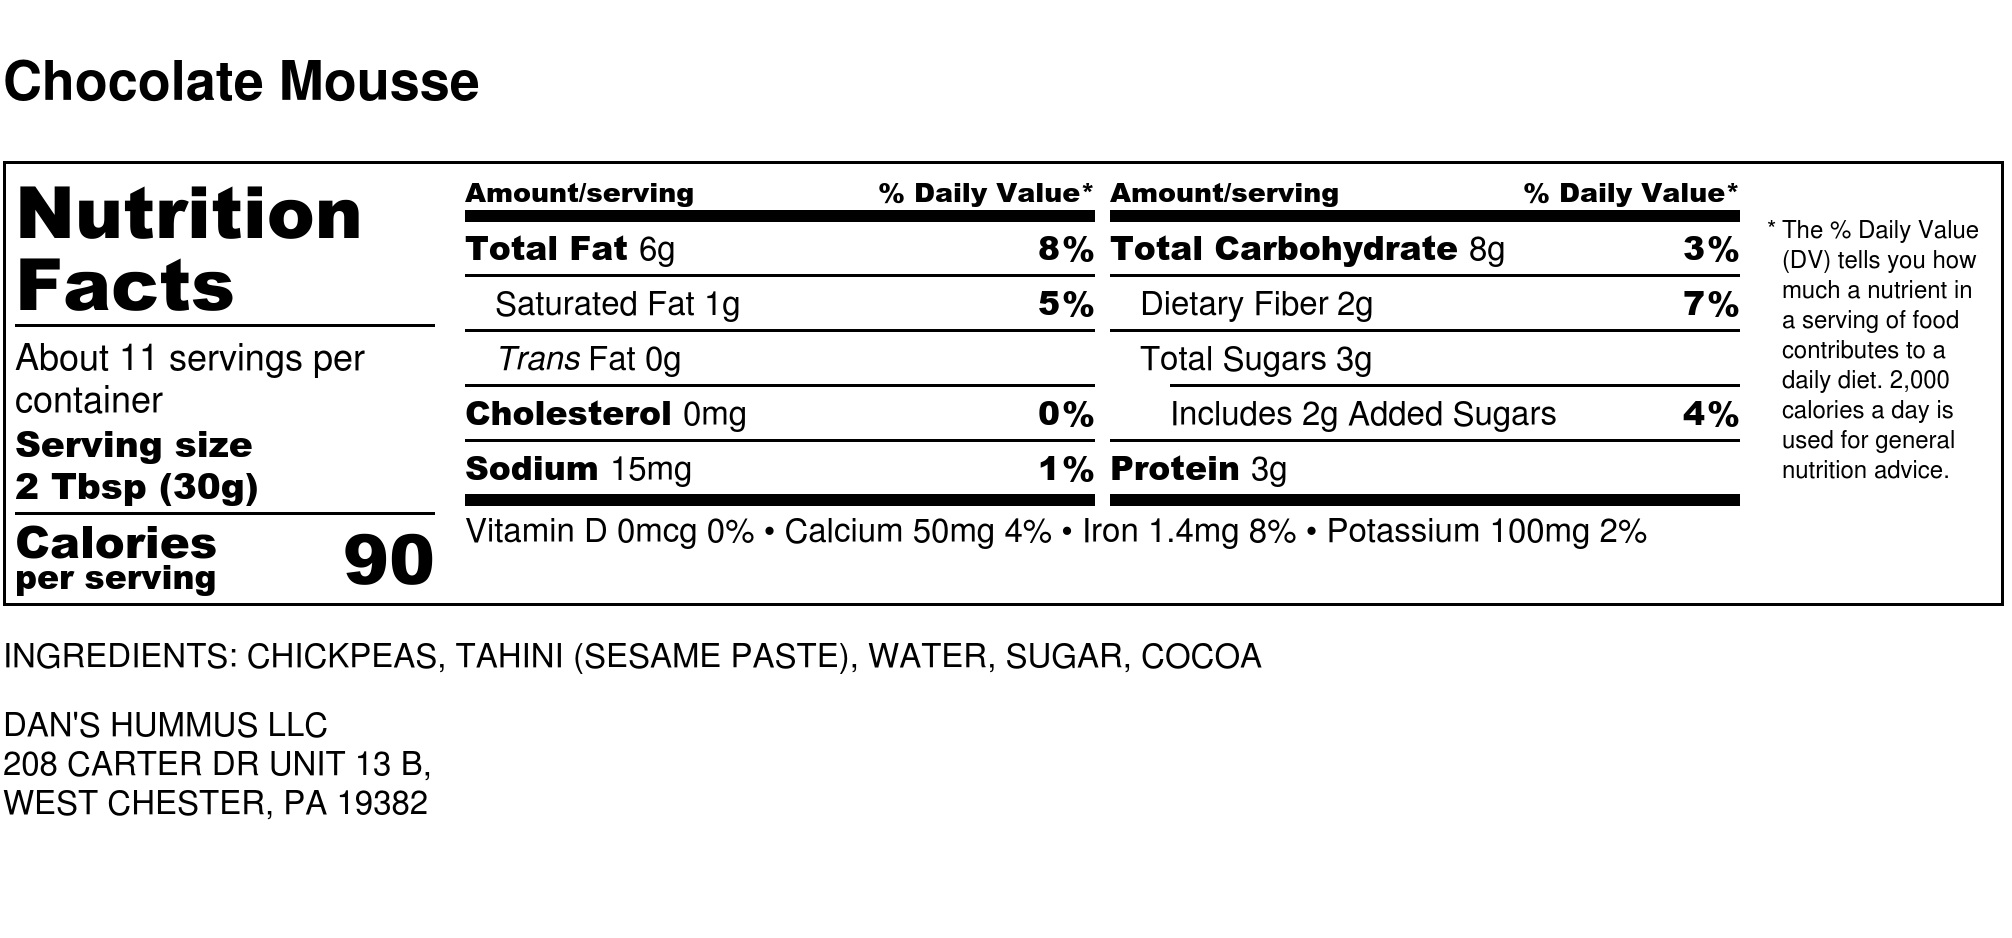 Chocolate Mousse
Nutrition
Facts
About 11 servings per
container
Serving size
2 Tbsp (30g)
Calories
per serving
90
Amount/serving % Daily Value*
Total Fat 6g 8%
Saturated Fat 1g 5%
Trans Fat 0g
Cholesterol 0mg 0%
Sodium 15mg 1%
Amount/serving % Daily Value*
Total Carbohydrate 8g 3%
Dietary Fiber 2g 7%
Total Sugars 3g
Includes 2g Added Sugars 4%
Protein 3g
Vitamin D 0mcg 0% • Calcium 50mg 4% • Iron 1.4mg 8% • Potassium 100mg 2%
* The % Daily Value
(DV) tells you how
much a nutrient in
a serving of food
contributes to a
daily diet. 2,000
calories a day is
used for general
nutrition advice.
INGREDIENTS: CHICKPEAS, TAHINI (SESAME PASTE), WATER, SUGAR, COCOA
DAN'S HUMMUS LLC
208 CARTER DR UNIT 13 B,
WEST CHESTER, PA 19382